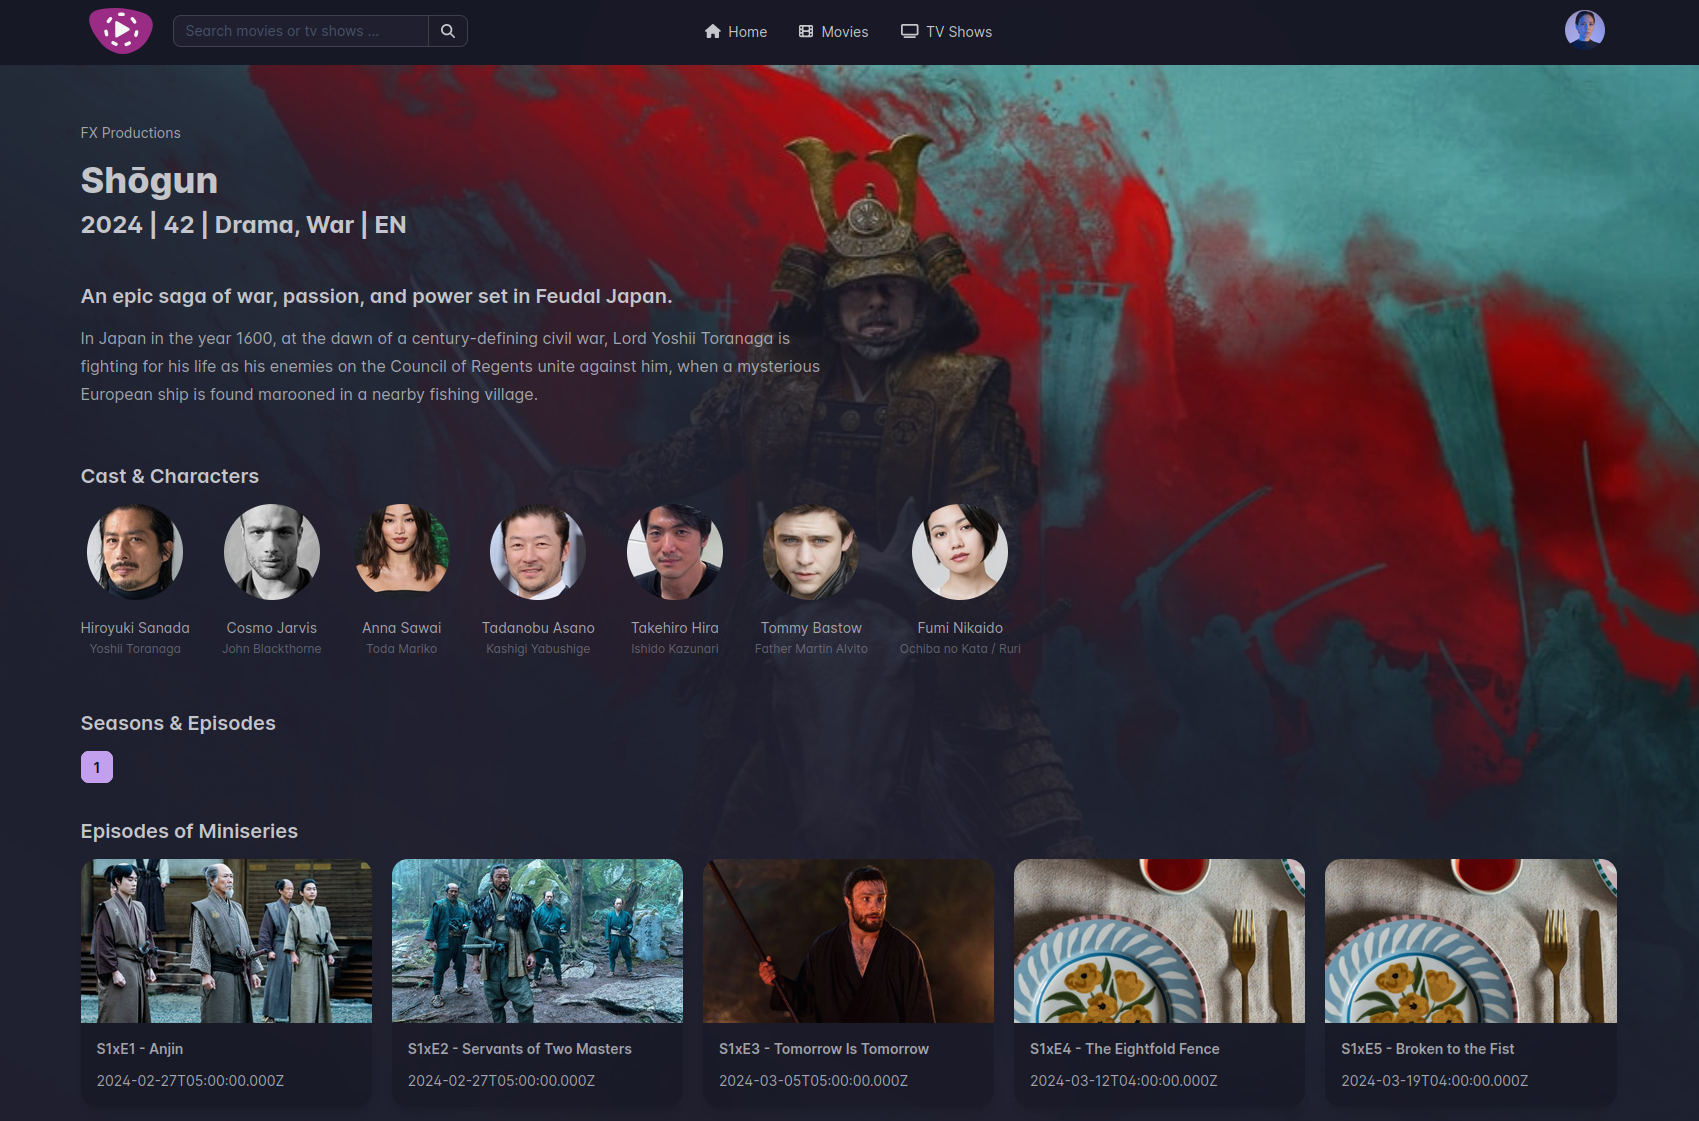 Search movies or tv shows ...
Home
Movies
TV Shows
FX Productions
Shōgun
2024 | 42 | Drama, War | EN
An epic saga of war, passion, and power set in Feudal Japan.
In Japan in the year 1600, at the dawn of a century-defining civil war, Lord Yoshii Toranaga is
fighting for his life as his enemies on the Council of Regents unite against him, when a mysterious
European ship is found marooned in a nearby fishing village.
Cast & Characters
Hiroyuki Sanada
Yoshii Toranaga
Cosmo Jarvis
John Blackthorne
Anna Sawai
Toda Mariko
Tadanobu Asano
Kashigi Yabushige
Takehiro Hira
Ishido Kazunari
Tommy Bastow
Father Martin Alvito
Fumi Nikaido
Ochiba no Kata / Ruri
Seasons & Episodes
1
Episodes of Miniseries
S1xE1 - Anjin
2024-02-27T05:00:00.000Z
S1xE2 - Servants of Two Masters
2024-02-27T05:00:00.000Z
S1xE3 - Tomorrow Is Tomorrow
2024-03-05T05:00:00.000Z
S1xE4 - The Eightfold Fence
2024-03-12T04:00:00.000Z
S1xE5 - Broken to the Fist
2024-03-19T04:00:00.000Z